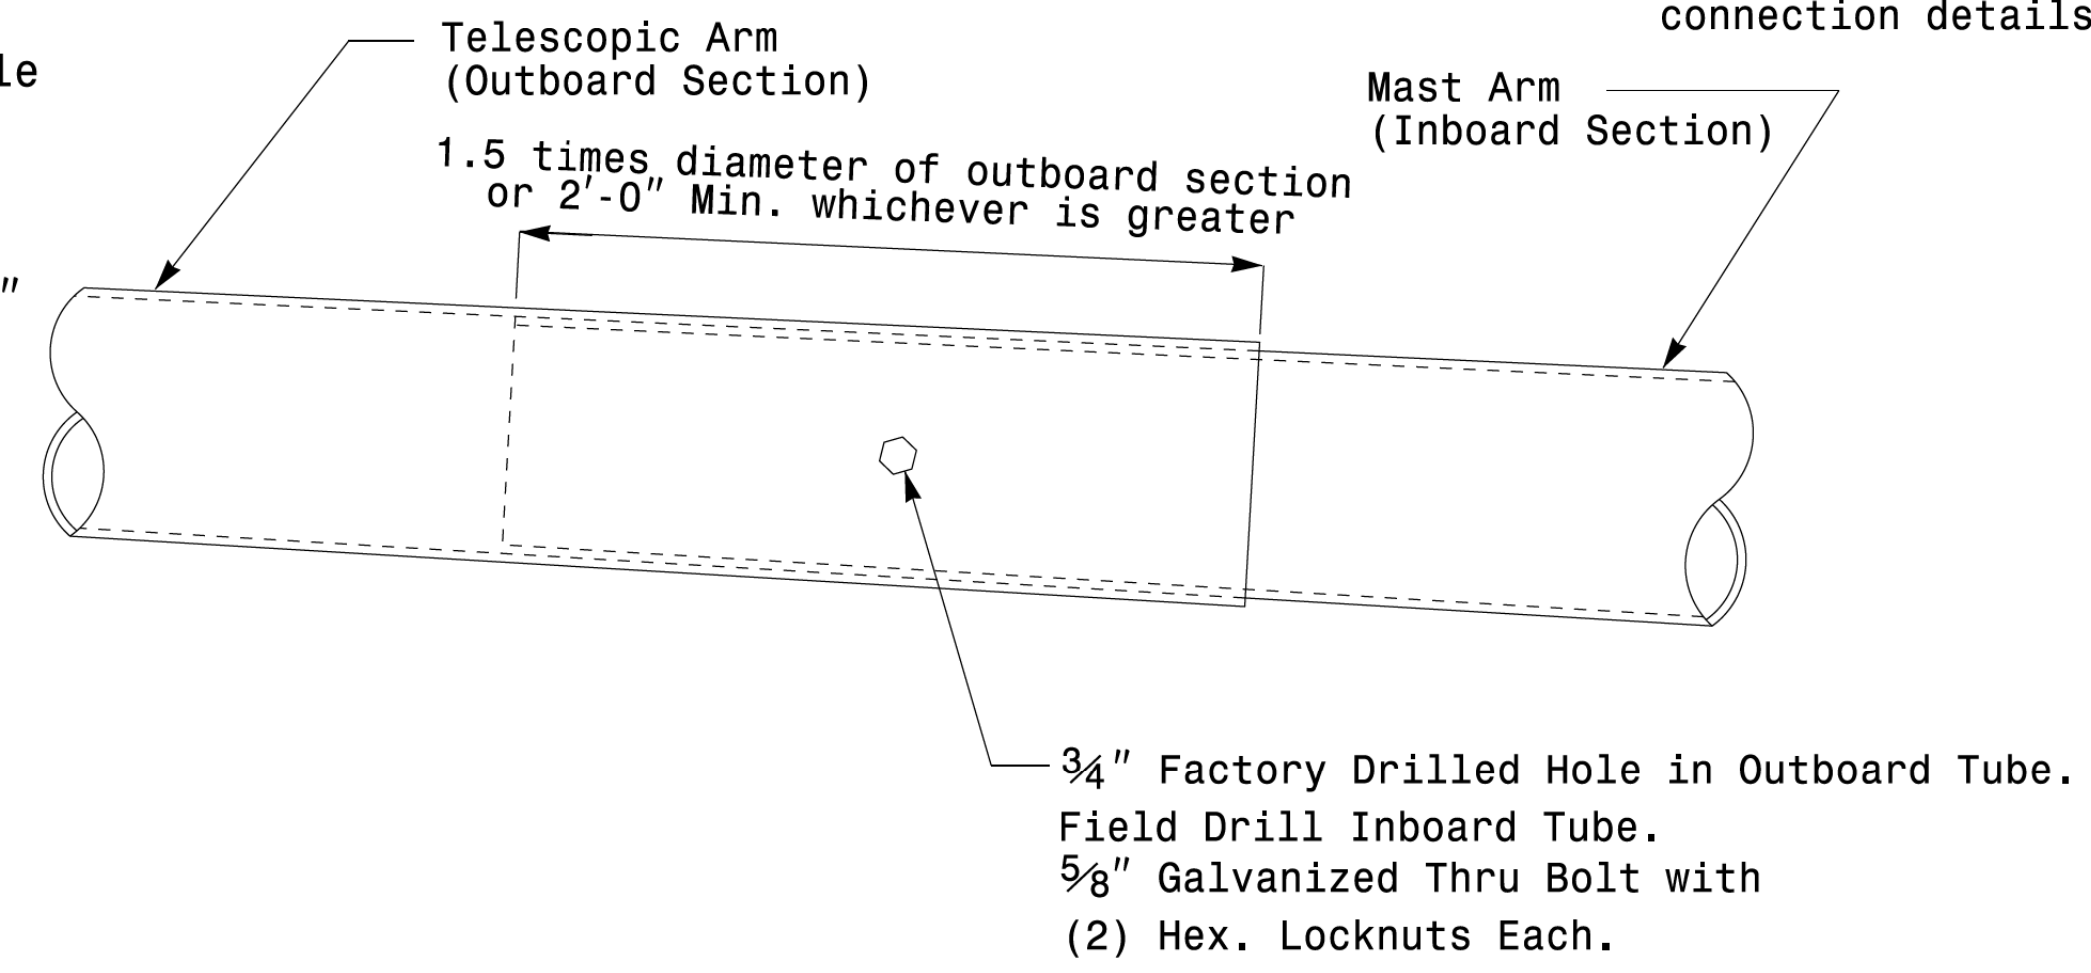 connection details
Telescopic Arm
(Outboard Section)
le
Mast Arm
(Inboard Section)
1.5 times diameter of outboard section
or 2'-0" Min. whichever is greater
"
3/4" Factory Drilled Hole in Outboard Tube.
Field Drill Inboard Tube.
5/8" Galvanized Thru Bolt with
(2) Hex. Locknuts Each.